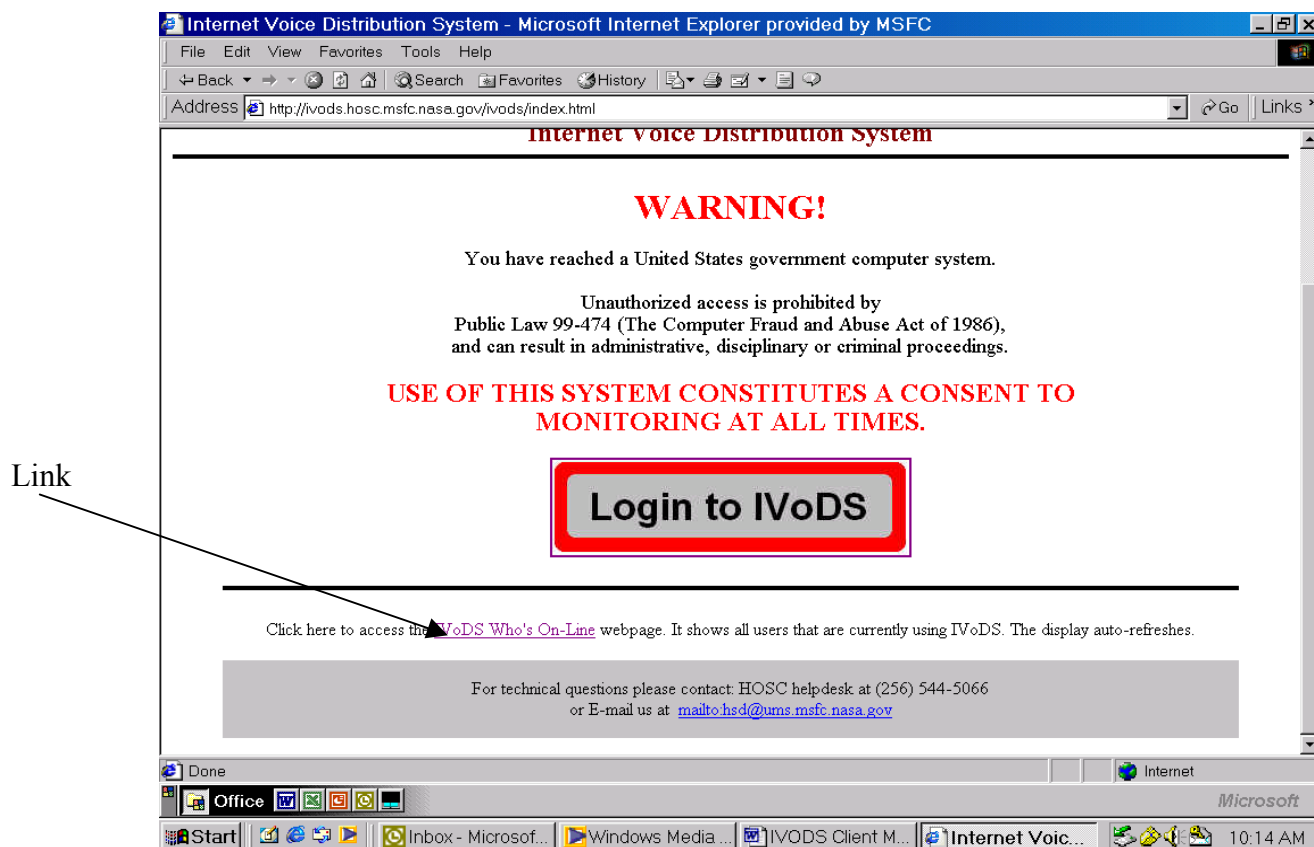 Internet Voice Distribution System - Microsoft Internet Explorer provided by MSFC
File Edit View Favorites Tools Help
Back Search Favorites History
Address http://ivods.hosc.msfc.nasa.gov/ivods/index.html Go Links
Internet Voice Distribution System
WARNING!
You have reached a United States government computer system.
Unauthorized access is prohibited by
Public Law 99-474 (The Computer Fraud and Abuse Act of 1986),
and can result in administrative, disciplinary or criminal proceedings.
USE OF THIS SYSTEM CONSTITUTES A CONSENT TO
MONITORING AT ALL TIMES.
Link
Login to IVoDS
Click here to access the IVoDS Who's On-Line webpage. It shows all users that are currently using IVoDS. The display auto-refreshes.
For technical questions please contact: HOSC helpdesk at (256) 544-5066
or E-mail us at mailto:hsd@ums.msfc.nasa.gov
Done Internet
Office Microsoft
Start Inbox - Microsof... Windows Media ... IVODS Client M... Internet Voic... 10:14 AM